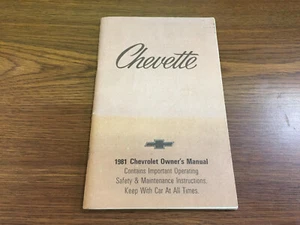 Chevette
1981 Chevrolet Owner's Manual
Contains Important Operating
Safety & Maintenance Instructions.
Keep With Car At All Times.